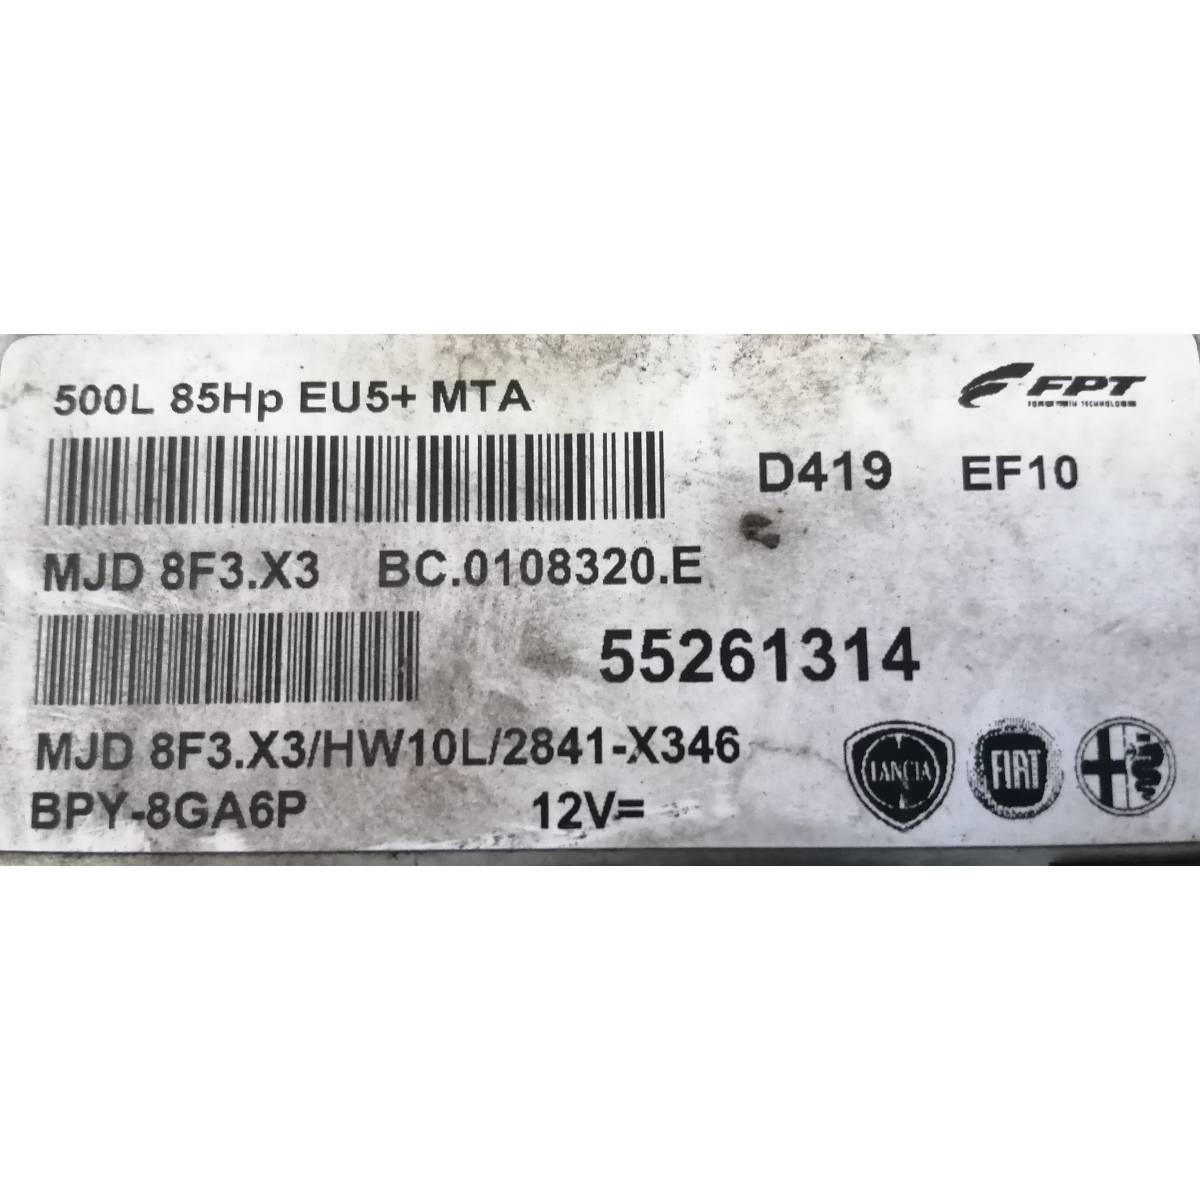 500L 85Hp EU5+ MTA
FPT
D419 EF10
MJD 8F3.X3 BC.0108320.E
55261314
MJD 8F3.X3/HW10L/2841-X346
LANCIA
FIAT
BPY-8GA6P 12V=